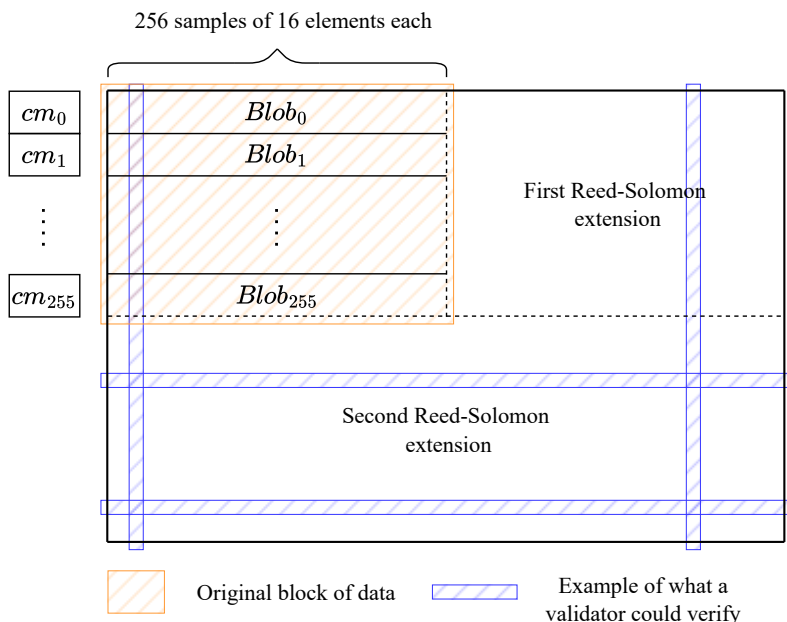 256 samples of 16 elements each
cm₀ Blob₀
cm₁ Blob₁
⋮ ⋮
First Reed-Solomon
extension
cm₂₅₅ Blob₂₅₅
Second Reed-Solomon
extension
Original block of data
Example of what a
validator could verify